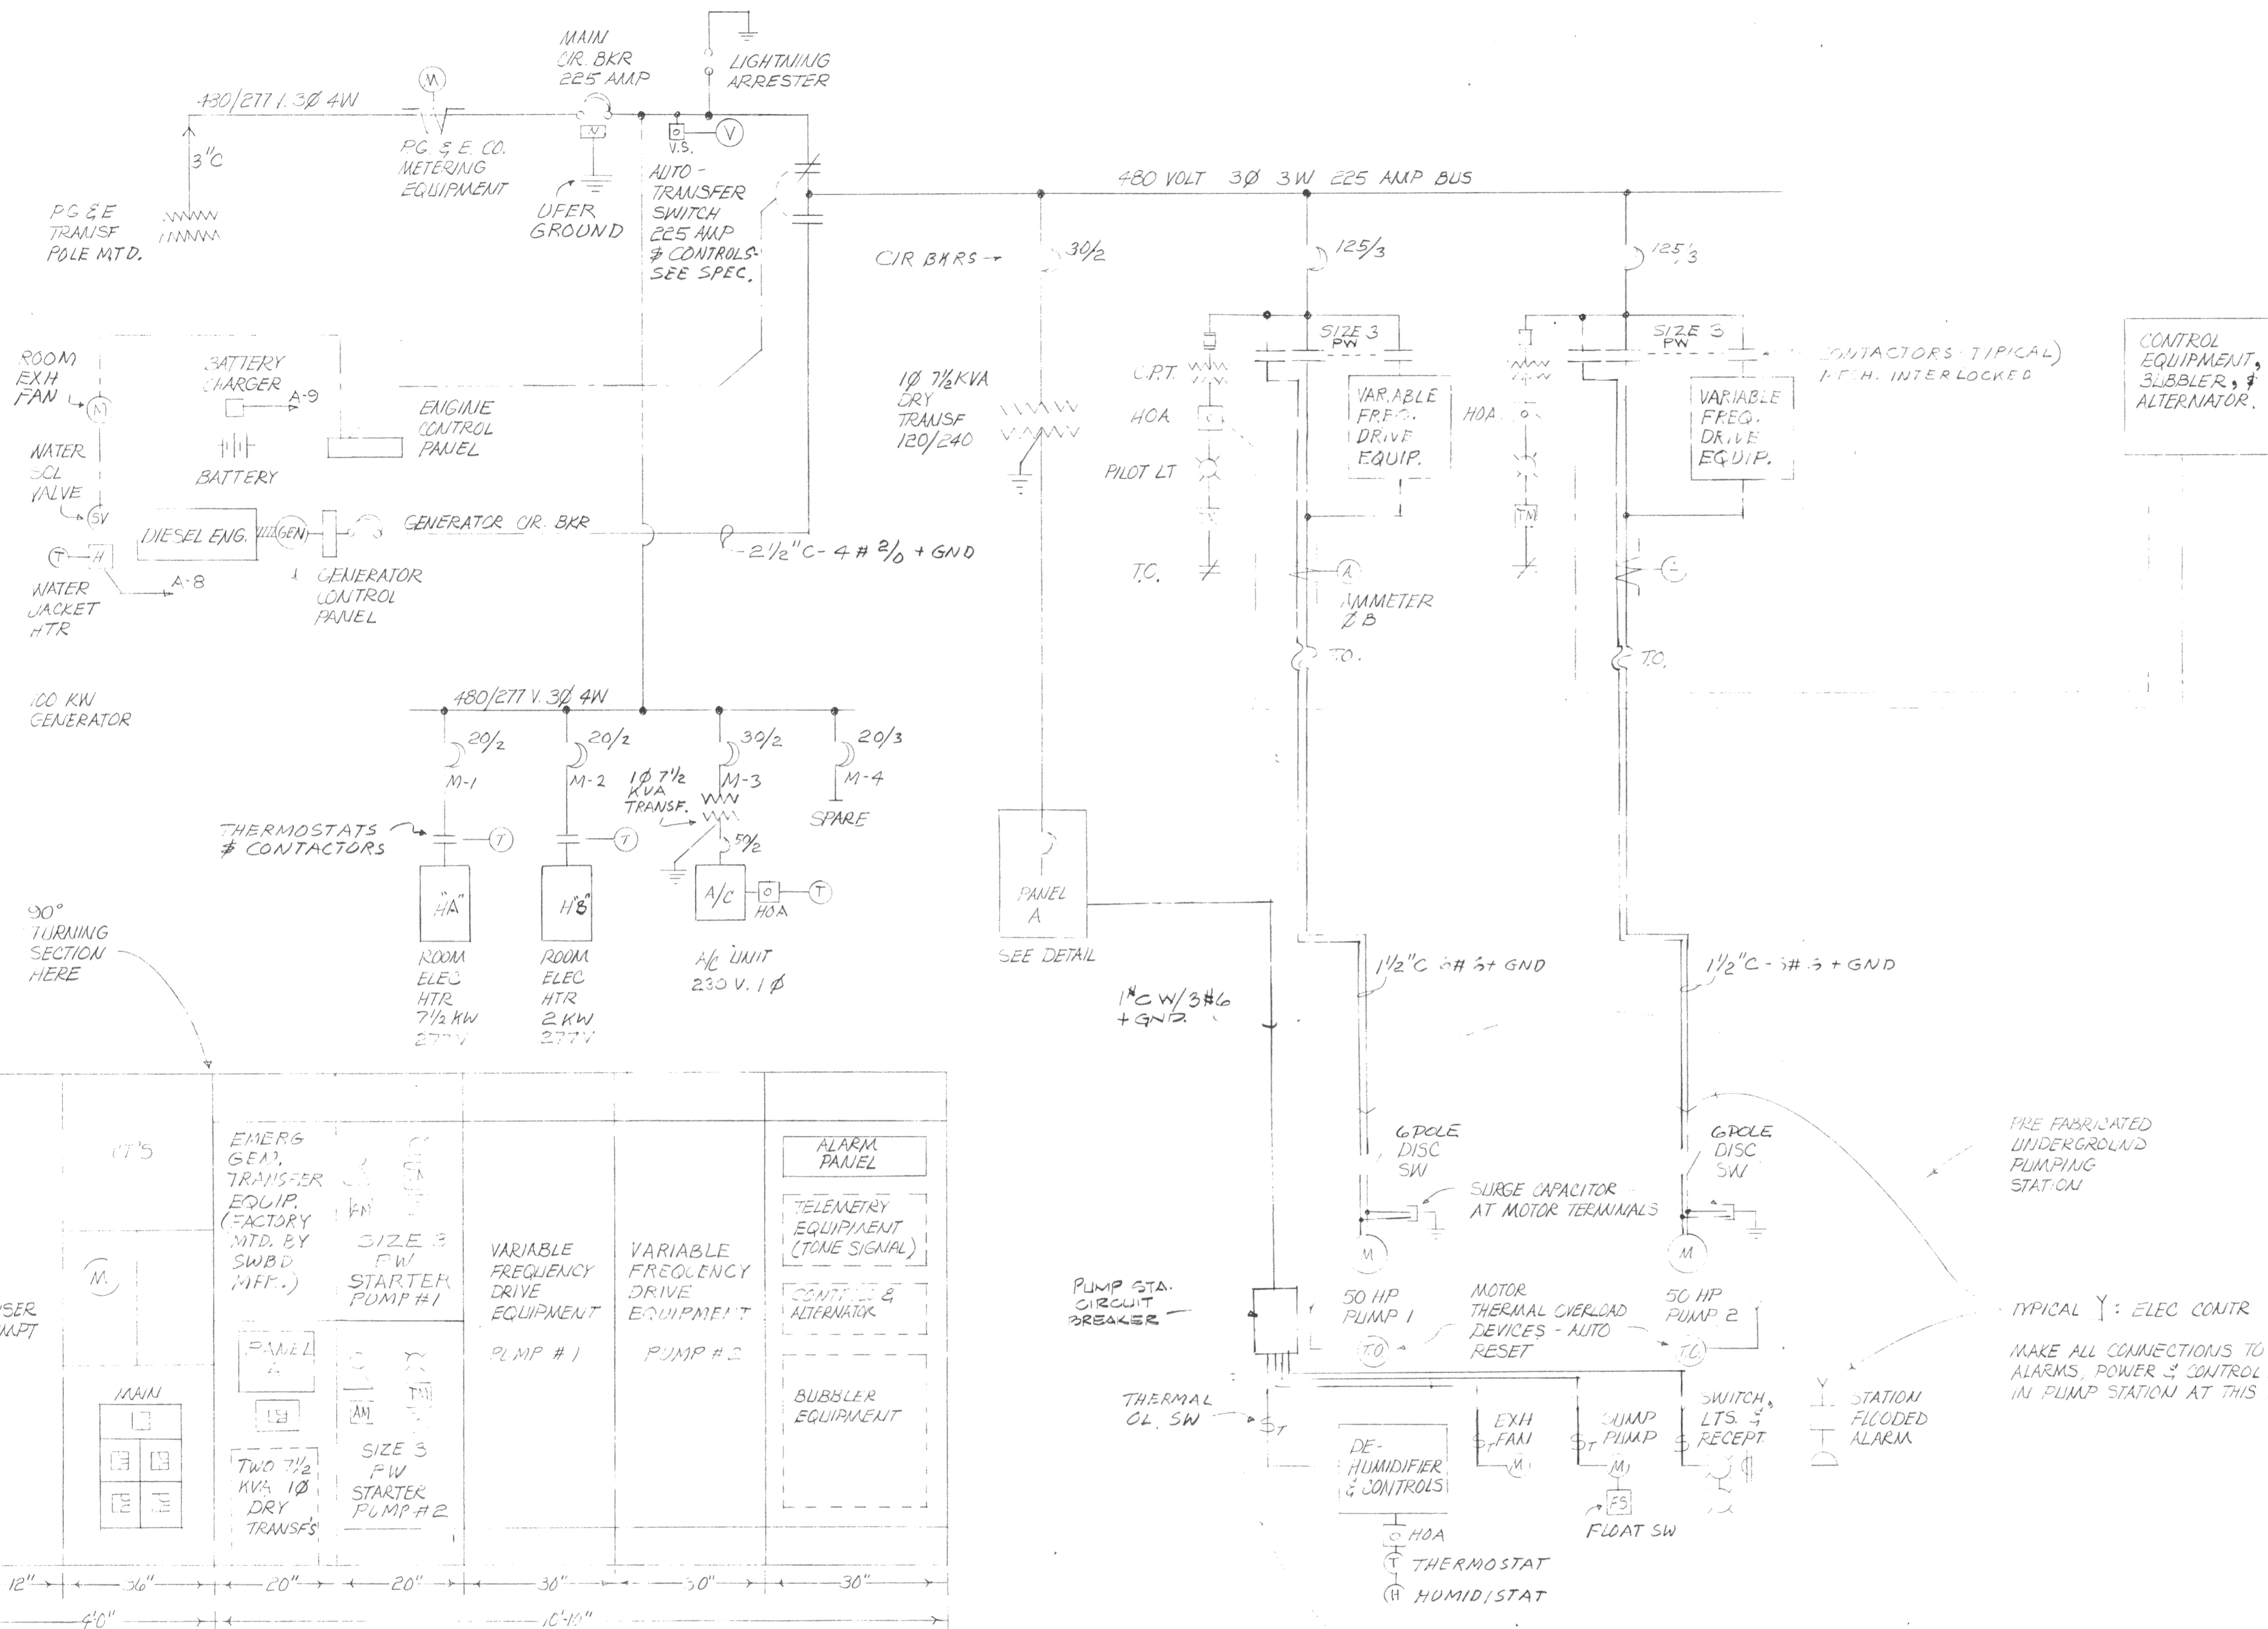 MAIN
CIR. BKR
225 AMP
LIGHTNING
ARRESTER
M
480/277 V. 3Ø 4W
3"C
P.G. & E. CO.
METERING
EQUIPMENT
N
V.S.
V
UFER
GROUND
AUTO-
TRANSFER
SWITCH
225 AMP
& CONTROLS-
SEE SPEC.
PG & E
TRANSF
POLE MTD.
480 VOLT 3Ø 3W 225 AMP BUS
CIR BKRS
30/2
125/3
125/3
ROOM
EXH
FAN
M
BATTERY
CHARGER
A-9
BATTERY
ENGINE
CONTROL
PANEL
WATER
SOL
VALVE
SV
DIESEL ENG.
GEN
GENERATOR CIR. BKR
2½"C-4 # 2/0 + GND
T
H
A-8
WATER
JACKET
HTR
GENERATOR
CONTROL
PANEL
100 KW
GENERATOR
1Ø 7½ KVA
DRY
TRANSF
120/240
C.P.T.
HOA
PILOT LT
T.C.
SIZE 3
PW
VARIABLE
FREQ.
DRIVE
EQUIP.
A
AMMETER
Ø B
T.O.
HOA
TM
SIZE 3
PW
VARIABLE
FREQ.
DRIVE
EQUIP.
T.O.
CONTACTORS (TYPICAL)
MECH. INTERLOCKED
CONTROL
EQUIPMENT,
BUBBLER, &
ALTERNATOR.
480/277 V. 3Ø 4W
20/2
M-1
20/2
M-2
30/2
M-3
20/3
M-4
1Ø 7½
KVA
TRANSF.
SPARE
50/2
THERMOSTATS
& CONTACTORS
T
T
H"A"
H"B"
A/C
HOA
T
ROOM
ELEC
HTR
7½ KW
277V
ROOM
ELEC
HTR
2 KW
277V
A/C UNIT
230 V. 1Ø
PANEL
A
SEE DETAIL
1"C W/3#6
+ GND.
1½"C
+ GND
1½"C -
+ GND
90°
TURNING
SECTION
HERE
CT'S
M
MAIN
EMERG
GEN.
TRANSFER
EQUIP.
(FACTORY
MTD. BY
SWBD
MFR.)
PANEL
A
TWO 7½
KVA 1Ø
DRY
TRANSF'S
AM
SIZE 3
PW
STARTER
PUMP #1
TM
AM
SIZE 3
PW
STARTER
PUMP #2
VARIABLE
FREQUENCY
DRIVE
EQUIPMENT
PUMP #1
VARIABLE
FREQUENCY
DRIVE
EQUIPMENT
PUMP #2
ALARM
PANEL
TELEMETRY
EQUIPMENT
(TONE SIGNAL)
CONTROLS &
ALTERNATOR
BUBBLER
EQUIPMENT
12"
36"
20"
20"
30"
30"
30"
4'0"
10'-10"
6 POLE
DISC
SW
6 POLE
DISC
SW
SURGE CAPACITOR
AT MOTOR TERMINALS
M
M
50 HP
PUMP 1
50 HP
PUMP 2
T.O
T.O.
MOTOR
THERMAL OVERLOAD
DEVICES - AUTO
RESET
PUMP STA.
CIRCUIT
BREAKER
THERMAL
OL. SW
DE-
HUMIDIFIER
& CONTROLS
HOA
T THERMOSTAT
H HUMIDISTAT
EXH
FAN
M
SUMP
PUMP
M
FS
FLOAT SW
SWITCH,
LTS. &
RECEPT.
STATION
FLOODED
ALARM
PRE FABRICATED
UNDERGROUND
PUMPING
STATION
TYPICAL Y: ELEC CONTR
MAKE ALL CONNECTIONS TO
ALARMS, POWER & CONTROL
IN PUMP STATION AT THIS